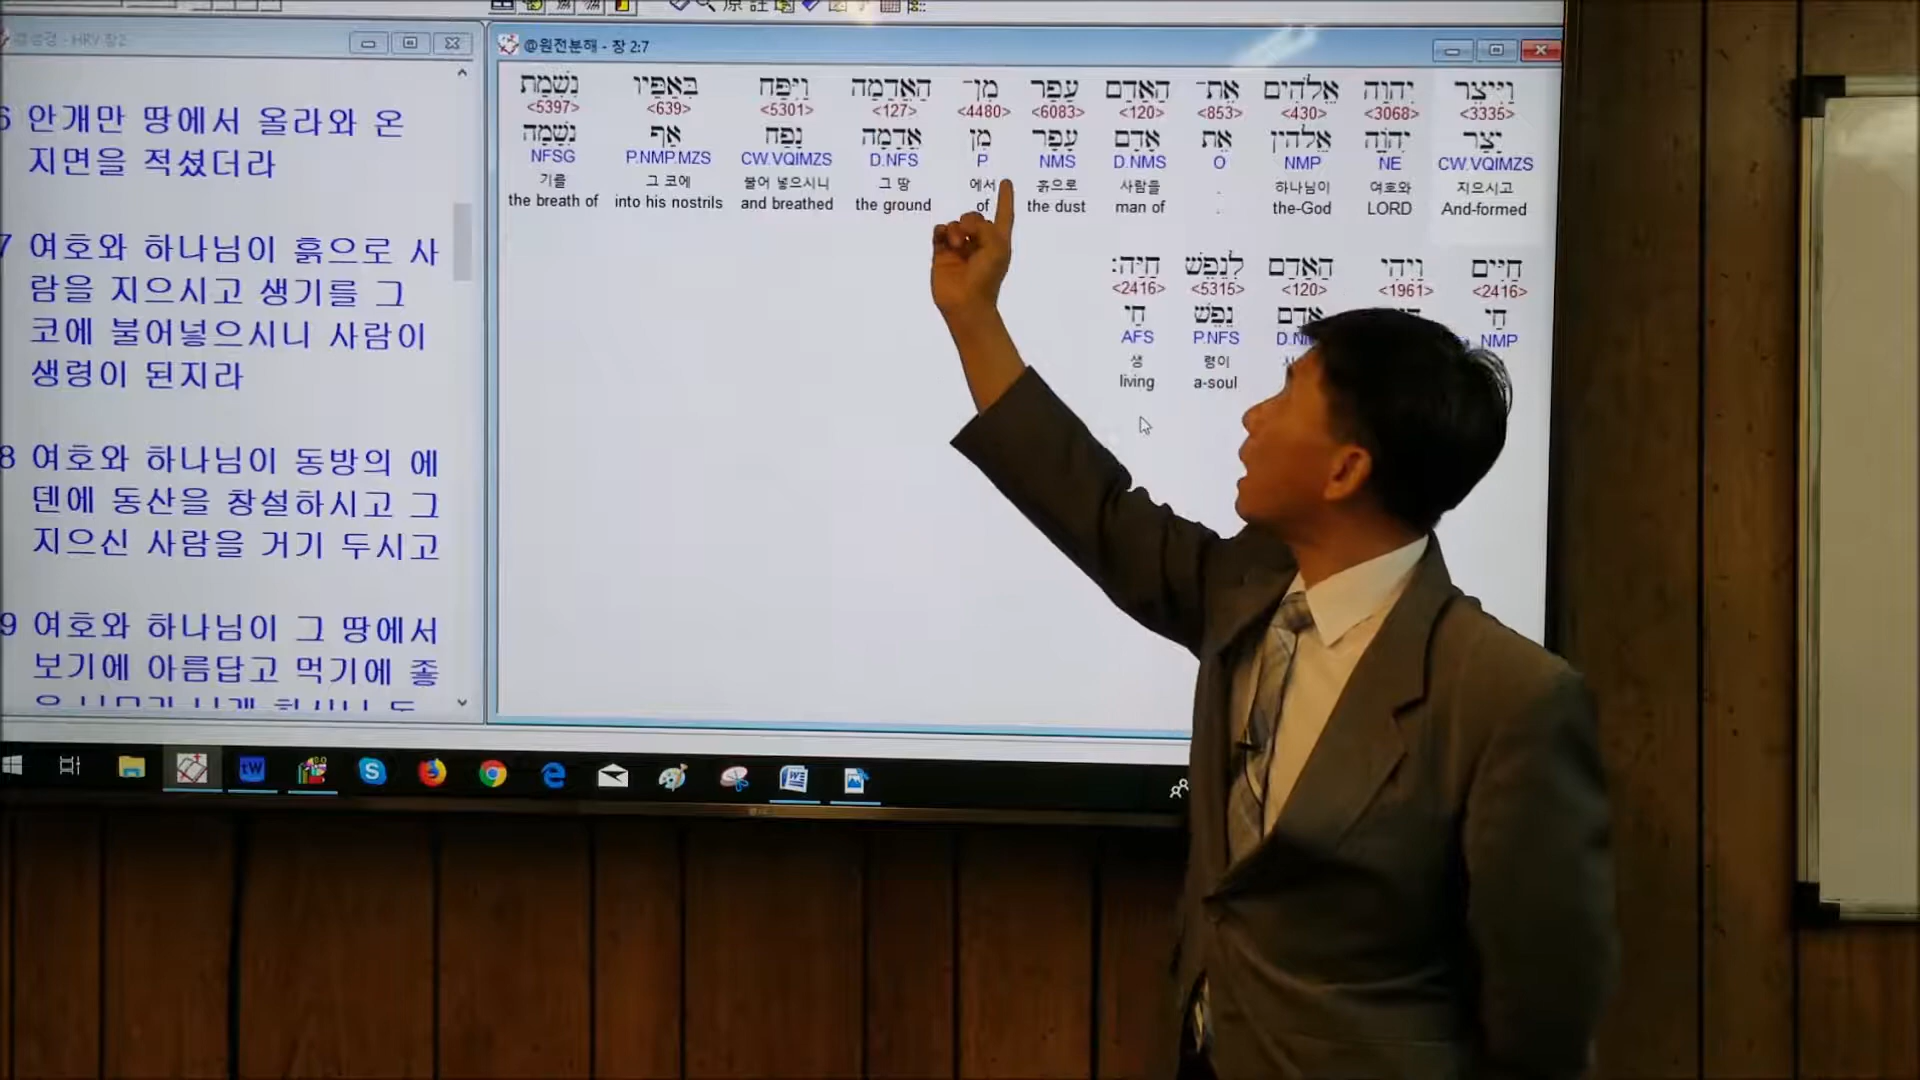 @원전분해 - 창 2:7
6 안개만 땅에서 올라와 온
지면을 적셨더라
7 여호와 하나님이 흙으로 사
람을 지으시고 생기를 그
코에 불어넣으시니 사람이
생령이 된지라
8 여호와 하나님이 동방의 에
덴에 동산을 창설하시고 그
지으신 사람을 거기 두시고
9 여호와 하나님이 그 땅에서
보기에 아름답고 먹기에 좋
וַיִּיצֶר יְהוָה אֱלֹהִים אֶת־ הָאָדָם עָפָר מִן־ הָאֲדָמָה וַיִּפַּח בְּאַפָּיו נִשְׁמַת
<5397> <639> <5301> <127> <4480> <6083> <120> <853> <430> <3068> <3335>
יָצַר יְהֹוָה אֱלֹהִין אֵת אָדָם עָפָר מִן אֲדָמָה נָפַח אַף נְשָׁמָה
NFSG P.NMP.MZS CW.VQIMZS D.NFS P NMS D.NMS O NMP NE CW.VQIMZS
기를 그 코에 불어 넣으시니 그 땅 에서 흙으로 사람을 . 하나님이 여호와 지으시고
the breath of into his nostrils and breathed the ground of the dust man of . the-God LORD And-formed
חַיִּים וַיְהִי הָאָדָם לְנֶפֶשׁ חַיָּה׃
<2416> <5315> <120> <1961> <2416>
חַי נֶפֶשׁ אָדָם חַי
AFS P.NFS NMP
생 령이
living a-soul